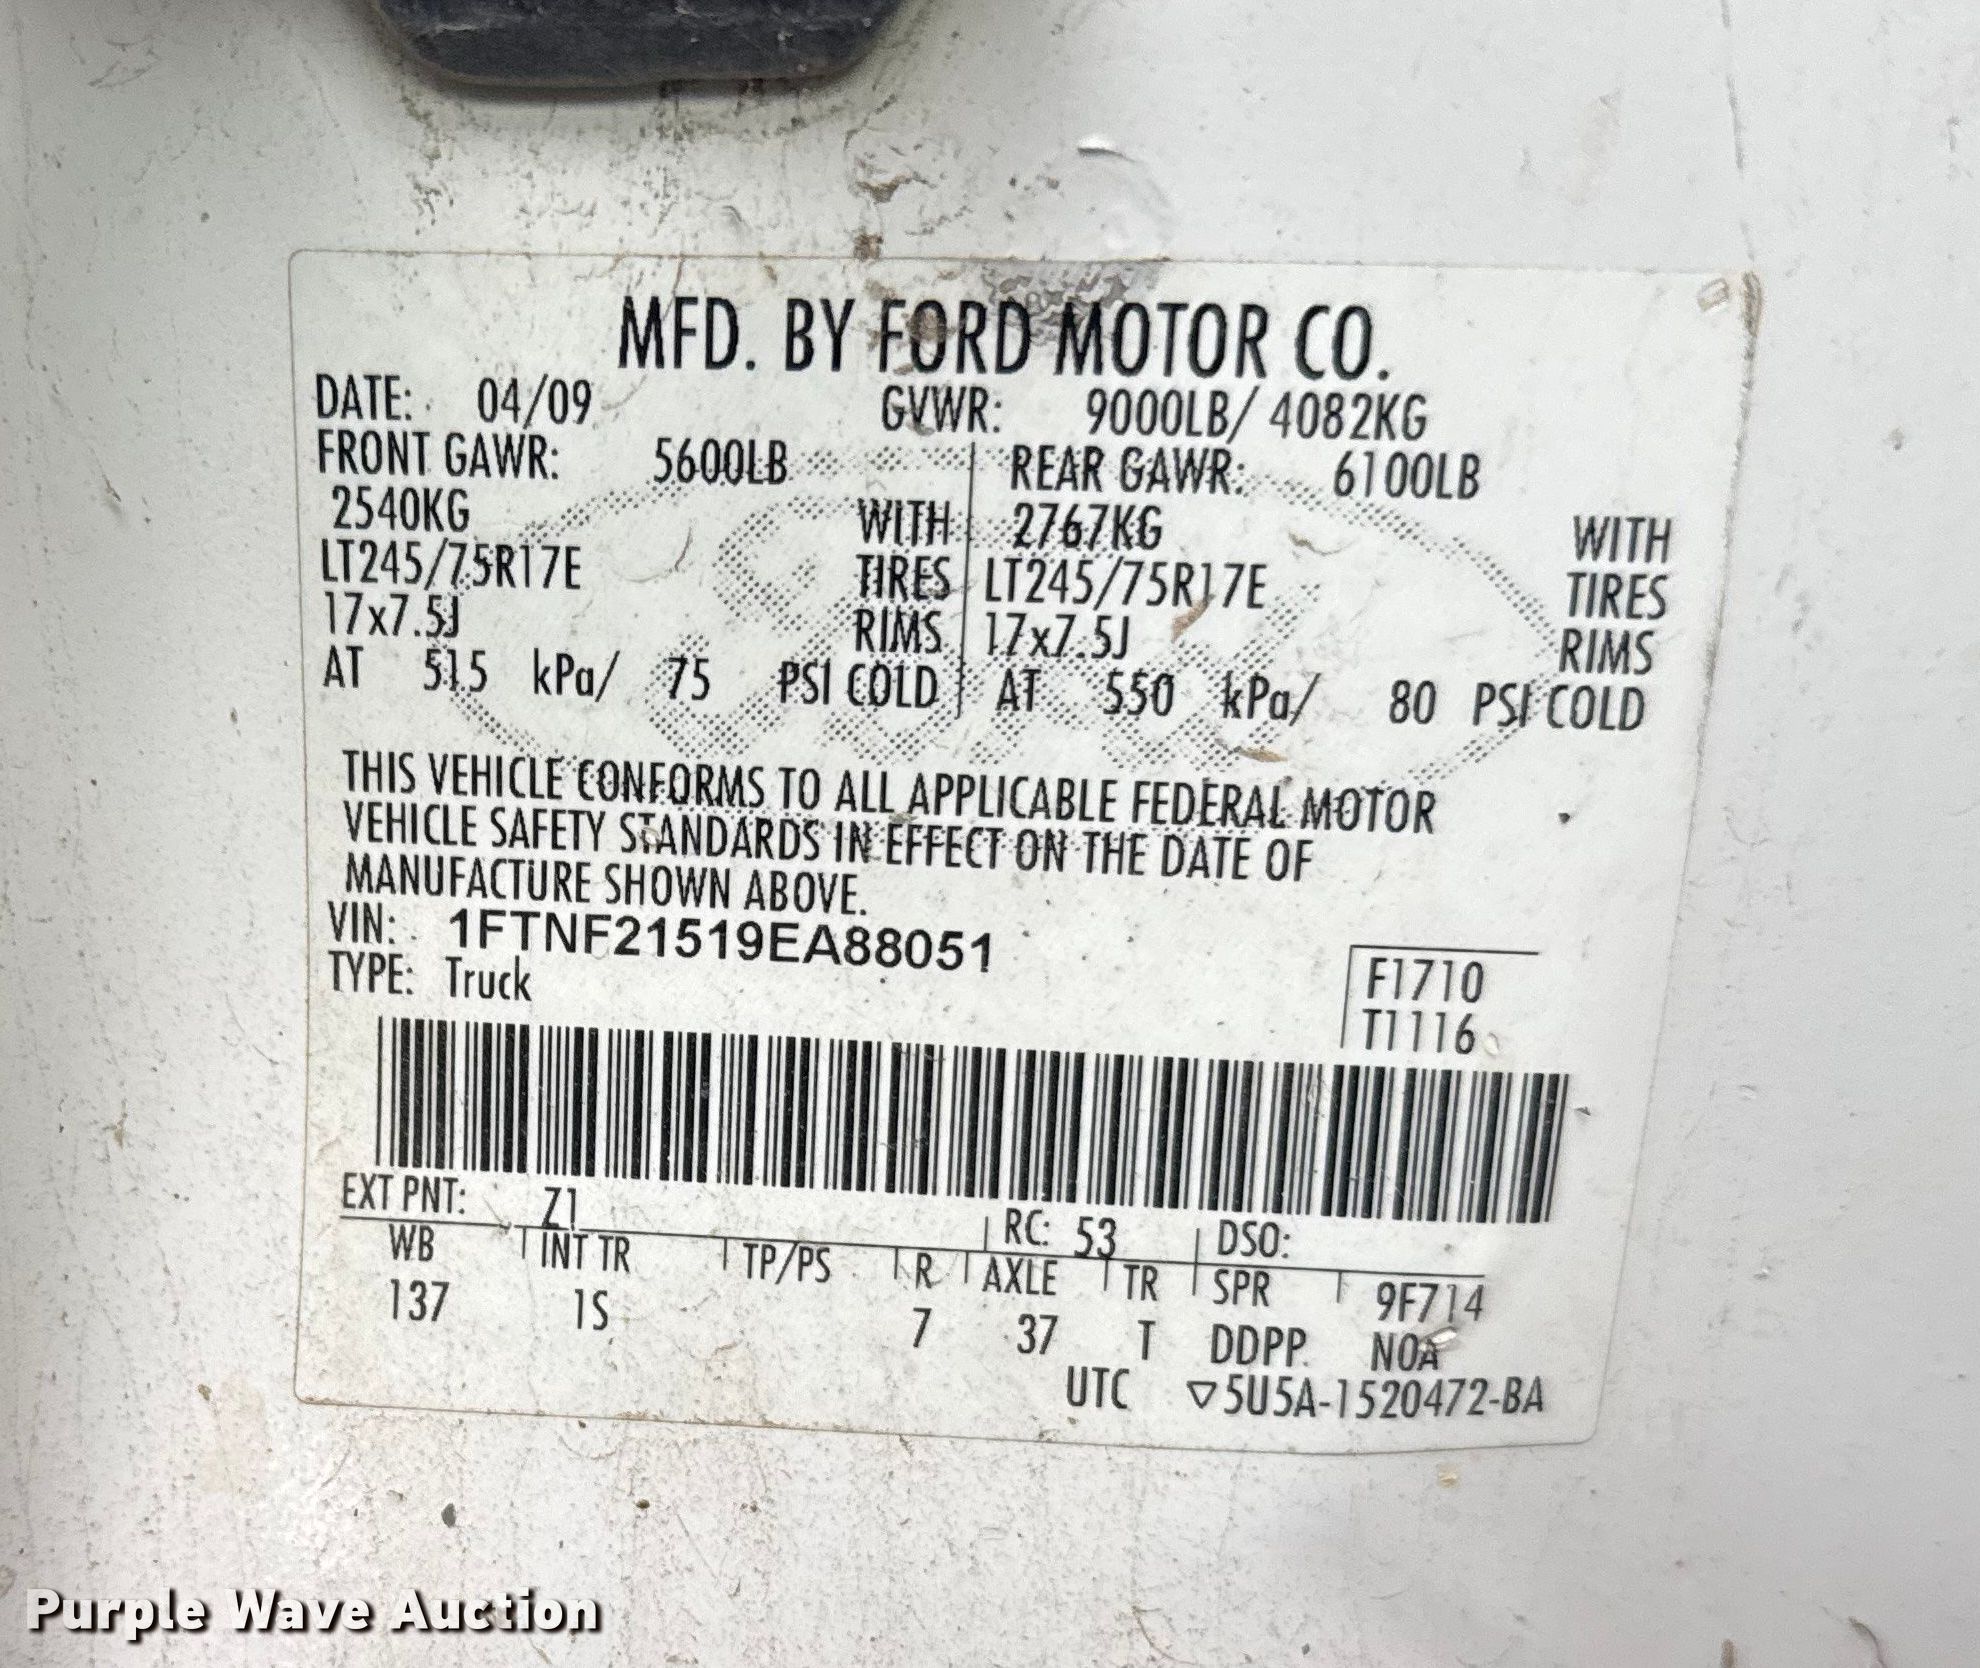 MFD. BY FORD MOTOR CO.
DATE: 04/09 GVWR: 9000LB/ 4082KG
FRONT GAWR: 5600LB REAR GAWR: 6100LB
2540KG WITH 2767KG WITH
LT245/75R17E TIRES LT245/75R17E TIRES
17x7.5J RIMS 17x7.5J RIMS
AT 515 kPa/ 75 PSI COLD AT 550 kPa/ 80 PSI COLD
THIS VEHICLE CONFORMS TO ALL APPLICABLE FEDERAL MOTOR
VEHICLE SAFETY STANDARDS IN EFFECT ON THE DATE OF
MANUFACTURE SHOWN ABOVE.
VIN: 1FTNF21519EA88051
TYPE: Truck
F1710
T1116
EXT PNT: Z1 RC: 53 DSO:
WB INT TR TP/PS R AXLE TR SPR 9F714
137 1S 7 37 T DDPP NOA
UTC ▽5U5A-1520472-BA
Purple Wave Auction